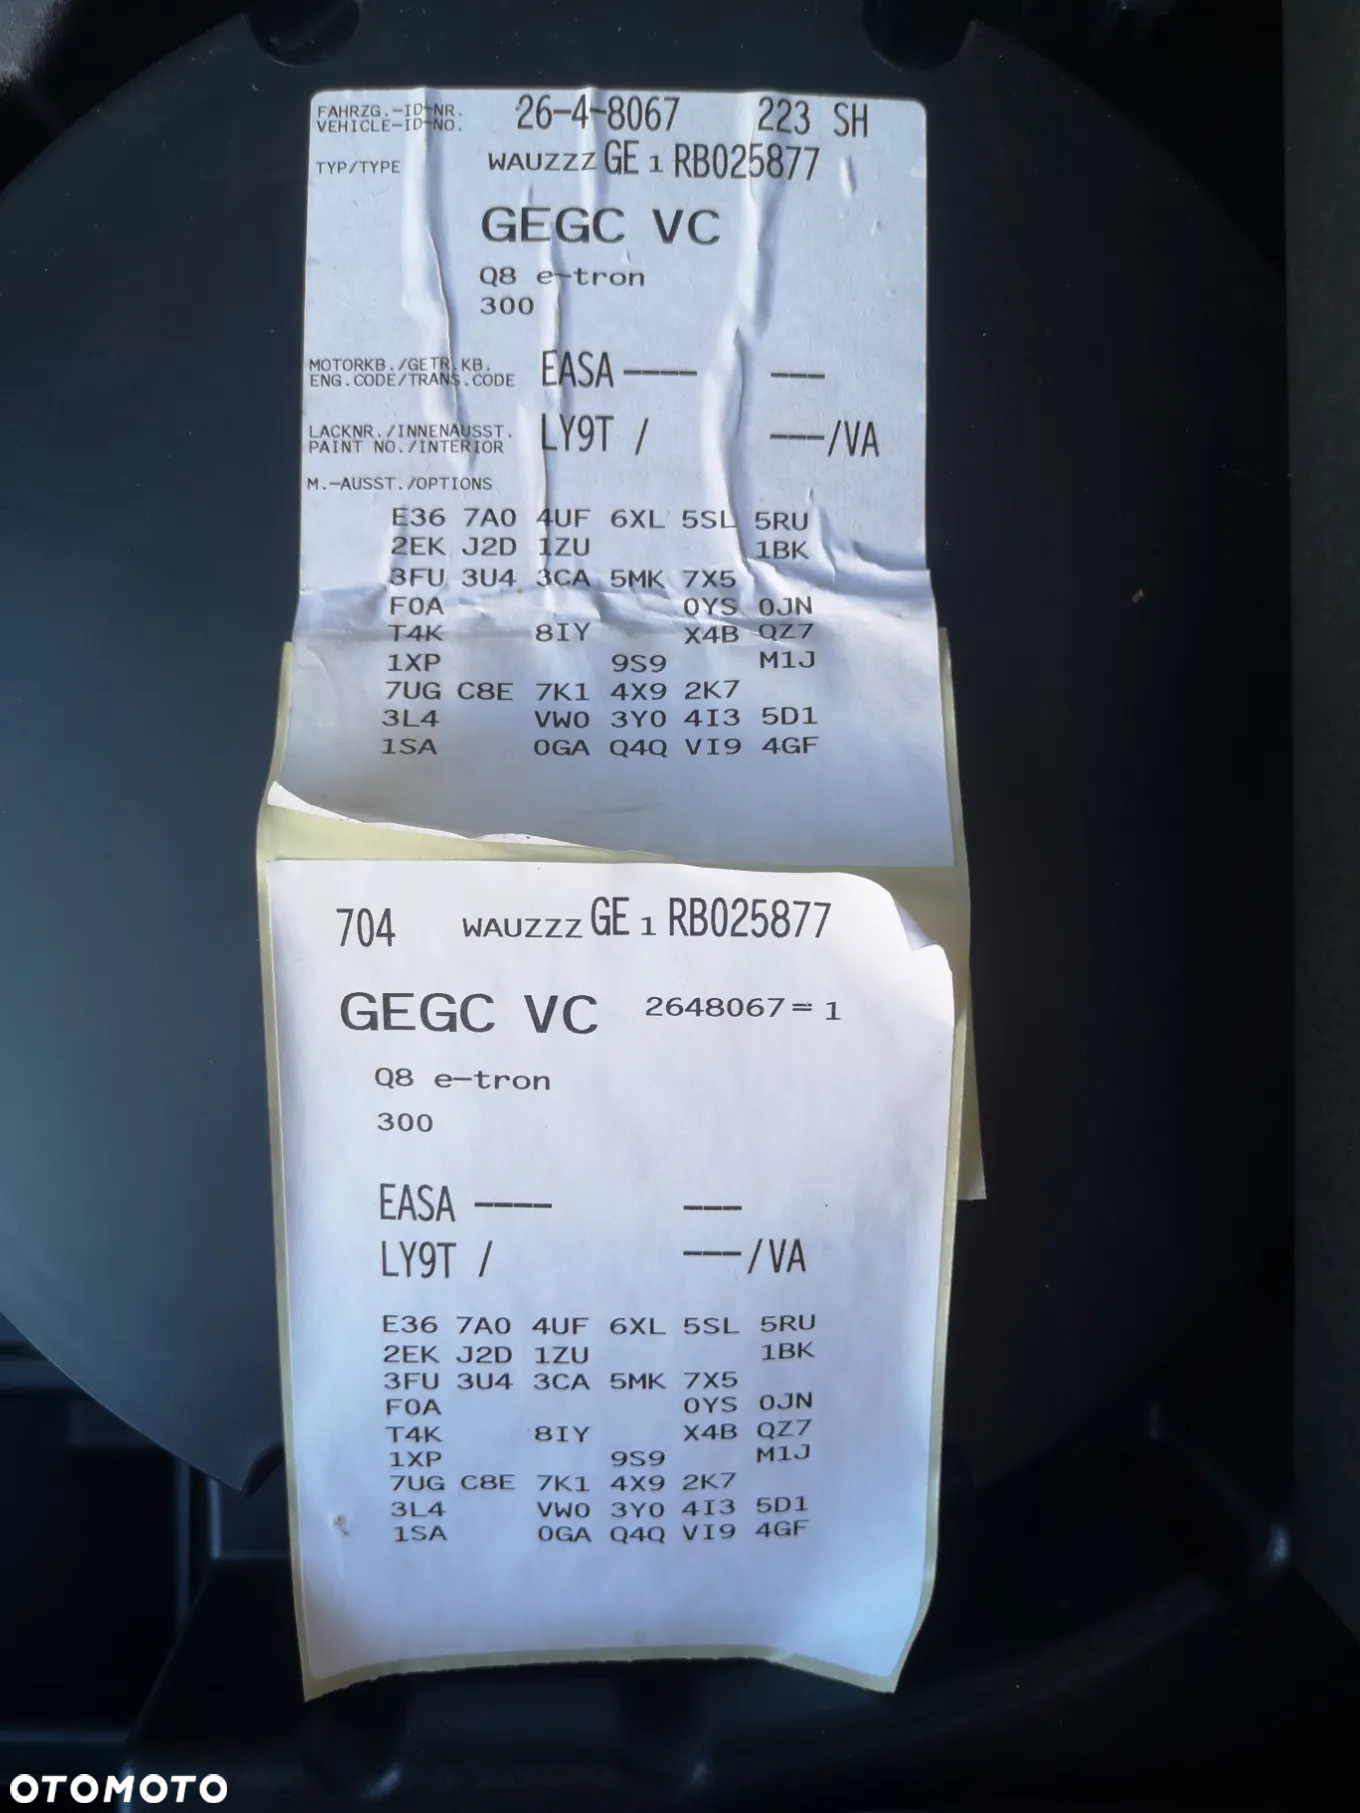 FAHRZG.-ID-NR. 26-4-8067 223 SH
VEHICLE-ID-NO.
TYP/TYPE WAUZZZ GE 1 RB025877
GEGC VC
Q8 e-tron
300
MOTORKB./GETR.KB. EASA ---- ---
ENG.CODE/TRANS.CODE
LACKNR./INNENAUSST. LY9T / ---/VA
PAINT NO./INTERIOR
M.-AUSST./OPTIONS
E36 7A0 4UF 6XL 5SL 5RU
2EK J2D 1ZU 1BK
3FU 3U4 3CA 5MK 7X5
F0A 0YS 0JN
T4K 8IY X4B QZ7
1XP 9S9 M1J
7UG C8E 7K1 4X9 2K7
3L4 VW0 3Y0 4I3 5D1
1SA 0GA Q4Q VI9 4GF
704 WAUZZZ GE 1 RB025877
GEGC VC 2648067= 1
Q8 e-tron
300
EASA ---- ---
LY9T / ---/VA
E36 7A0 4UF 6XL 5SL 5RU
2EK J2D 1ZU 1BK
3FU 3U4 3CA 5MK 7X5
F0A 0YS 0JN
T4K 8IY X4B QZ7
1XP 9S9 M1J
7UG C8E 7K1 4X9 2K7
3L4 VW0 3Y0 4I3 5D1
1SA 0GA Q4Q VI9 4GF
OTOMOTO